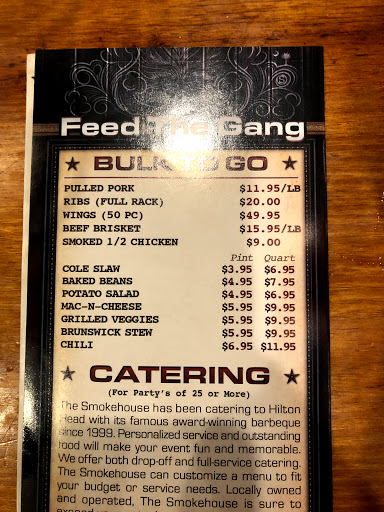 Feed The Gang
★ BULK TO GO ★
PULLED PORK $11.95/LB
RIBS (FULL RACK) $20.00
WINGS (50 PC) $49.95
BEEF BRISKET $15.95/LB
SMOKED 1/2 CHICKEN $9.00
Pint Quart
COLE SLAW $3.95 $6.95
BAKED BEANS $4.95 $7.95
POTATO SALAD $4.95 $6.95
MAC-N-CHEESE $5.95 $9.95
GRILLED VEGGIES $5.95 $9.95
BRUNSWICK STEW $5.95 $9.95
CHILI $6.95 $11.95
★ CATERING ★
(For Party's of 25 or More)
The Smokehouse has been catering to Hilton
Head with its famous award-winning barbeque
since 1999. Personalized service and outstanding
food will make your event fun and memorable.
We offer both drop-off and full-service catering.
The Smokehouse can customize a menu to fit
your budget or service needs. Locally owned
and operated, The Smokehouse is sure to